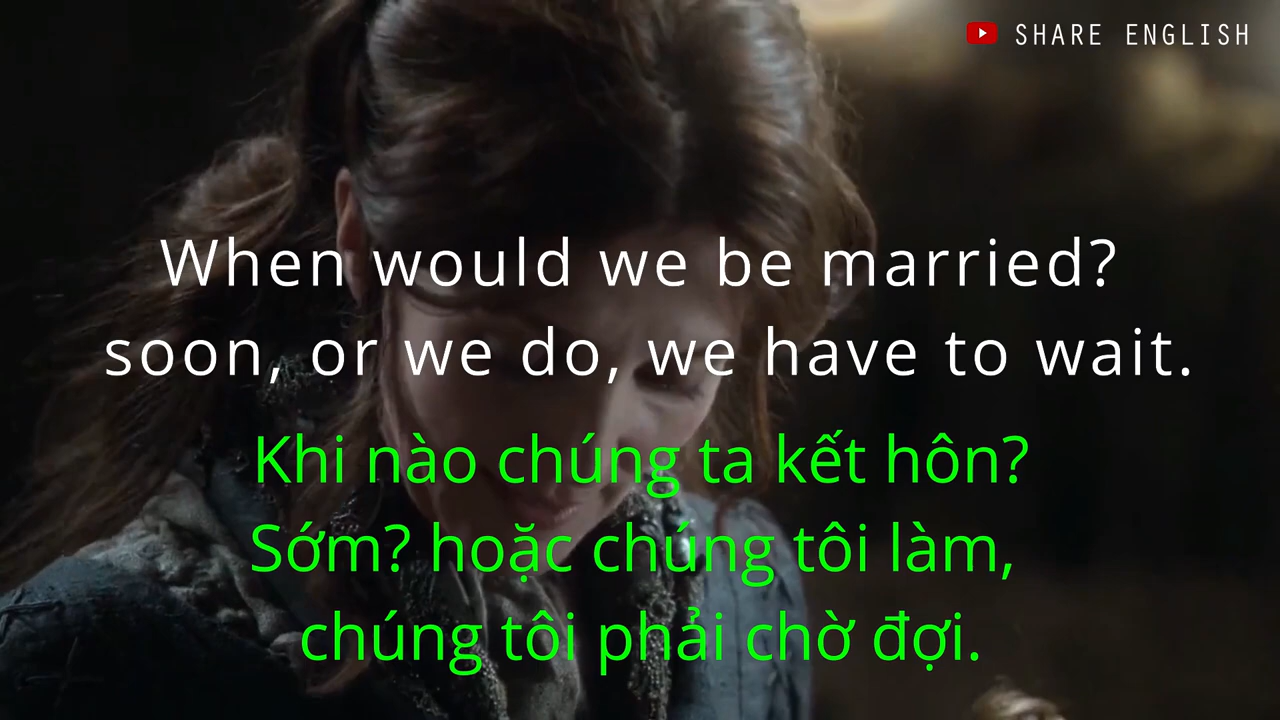 SHARE ENGLISH
When would we be married?
soon, or we do, we have to wait.
Khi nào chúng ta kết hôn?
Sớm? hoặc chúng tôi làm,
chúng tôi phải chờ đợi.